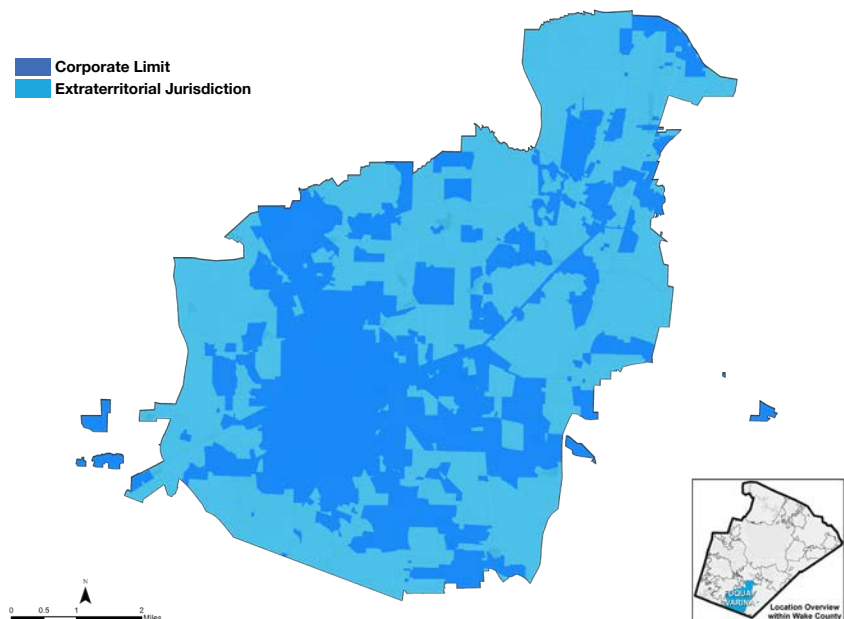 Corporate Limit
Extraterritorial Jurisdiction
N
0 0.5 1 2
Miles
FUQUAY
VARINA
Location Overview
within Wake County